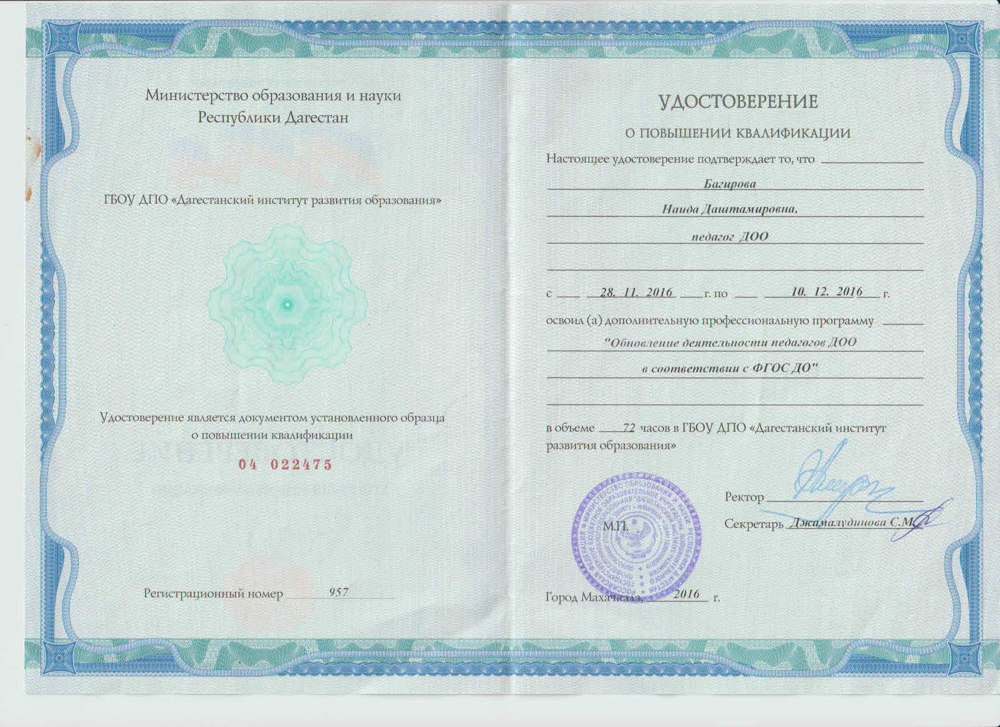 Министерство образования и науки
Республики Дагестан
ГБОУ ДПО «Дагестанский институт развития образования»
Удостоверение является документом установленного образца
о повышении квалификации
04 022475
Регистрационный номер 957
УДОСТОВЕРЕНИЕ
О ПОВЫШЕНИИ КВАЛИФИКАЦИИ
Настоящее удостоверение подтверждает то, что
Багирова
Наида Даштамировна,
педагог ДОО
с 28. 11. 2016 г. по 10. 12. 2016 г.
освоил (а) дополнительную профессиональную программу
"Обновление деятельности педагогов ДОО
в соответствии с ФГОС ДО"
в объеме 72 часов в ГБОУ ДПО «Дагестанский институт
развития образования»
Ректор
М.П.
Секретарь Джамалудинова С.М.
Город Махачкала, 2016 г.